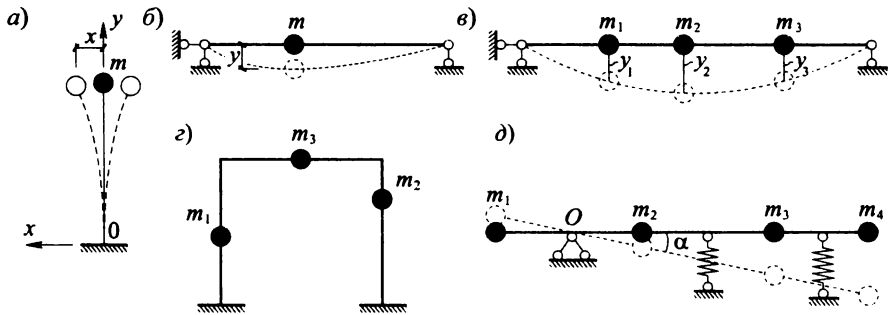 а) x y m x 0
б) m y
в) m₁ m₂ m₃ y₁ y₂ y₃
г) m₁ m₃ m₂
д) m₁ O m₂ α m₃ m₄